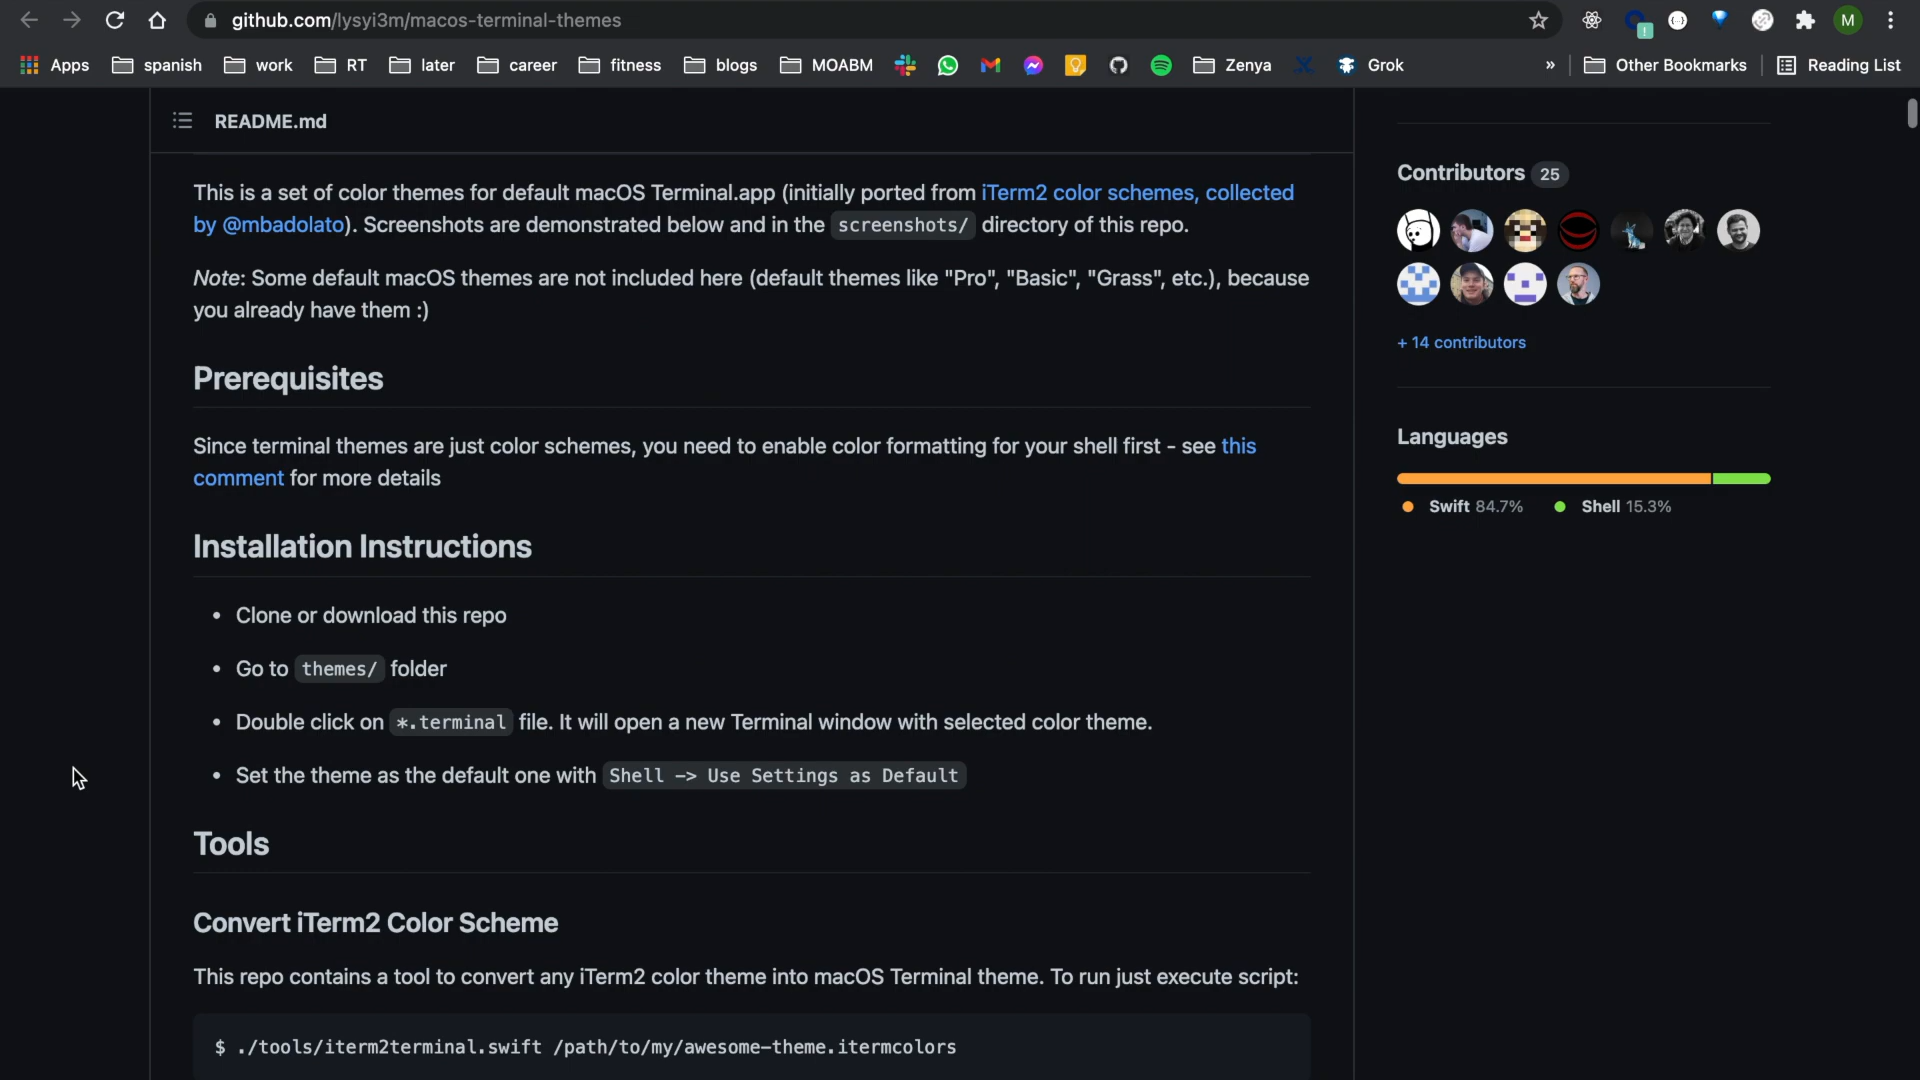 github.com/lysyi3m/macos-terminal-themes
M
Apps spanish work RT later career fitness blogs MOABM Zenya Grok » Other Bookmarks Reading List
README.md
This is a set of color themes for default macOS Terminal.app (initially ported from iTerm2 color schemes, collected
by @mbadolato). Screenshots are demonstrated below and in the screenshots/ directory of this repo.
Note: Some default macOS themes are not included here (default themes like "Pro", "Basic", "Grass", etc.), because
you already have them :)
Prerequisites
Since terminal themes are just color schemes, you need to enable color formatting for your shell first - see this
comment for more details
Installation Instructions
• Clone or download this repo
• Go to themes/ folder
• Double click on *.terminal file. It will open a new Terminal window with selected color theme.
• Set the theme as the default one with Shell -> Use Settings as Default
Tools
Convert iTerm2 Color Scheme
This repo contains a tool to convert any iTerm2 color theme into macOS Terminal theme. To run just execute script:
$ ./tools/iterm2terminal.swift /path/to/my/awesome-theme.itermcolors
Contributors 25
+ 14 contributors
Languages
Swift 84.7% Shell 15.3%